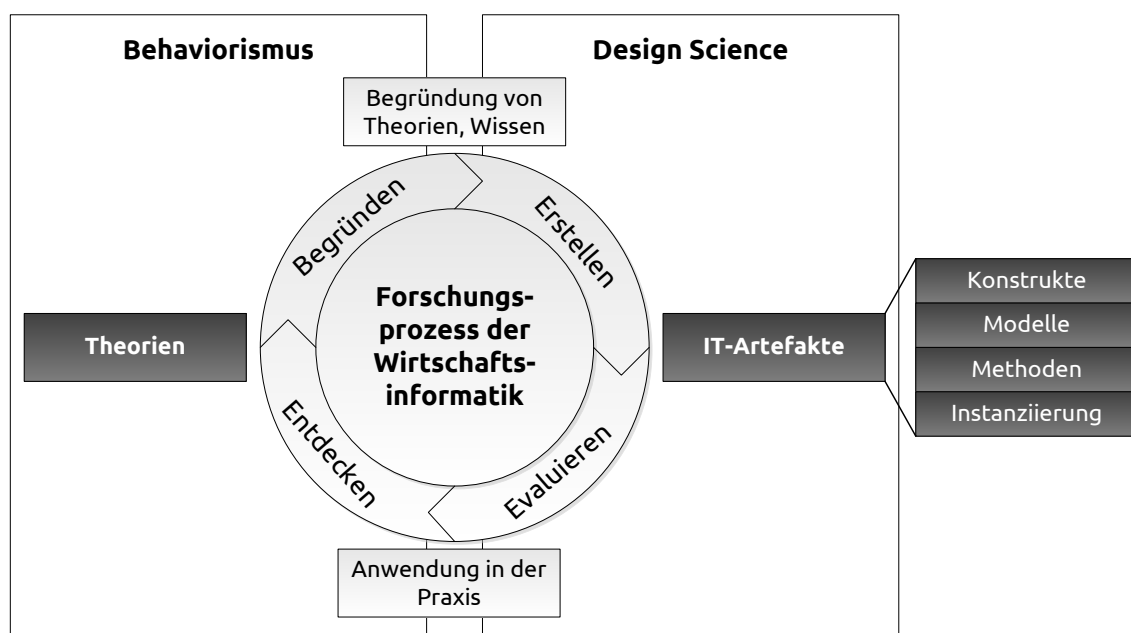 Behaviorismus
Design Science
Begründung von
Theorien, Wissen
Begründen
Erstellen
Forschungs-
prozess der
Wirtschafts-
informatik
Theorien
IT-Artefakte
Konstrukte
Modelle
Methoden
Instanziierung
Entdecken
Evaluieren
Anwendung in der
Praxis